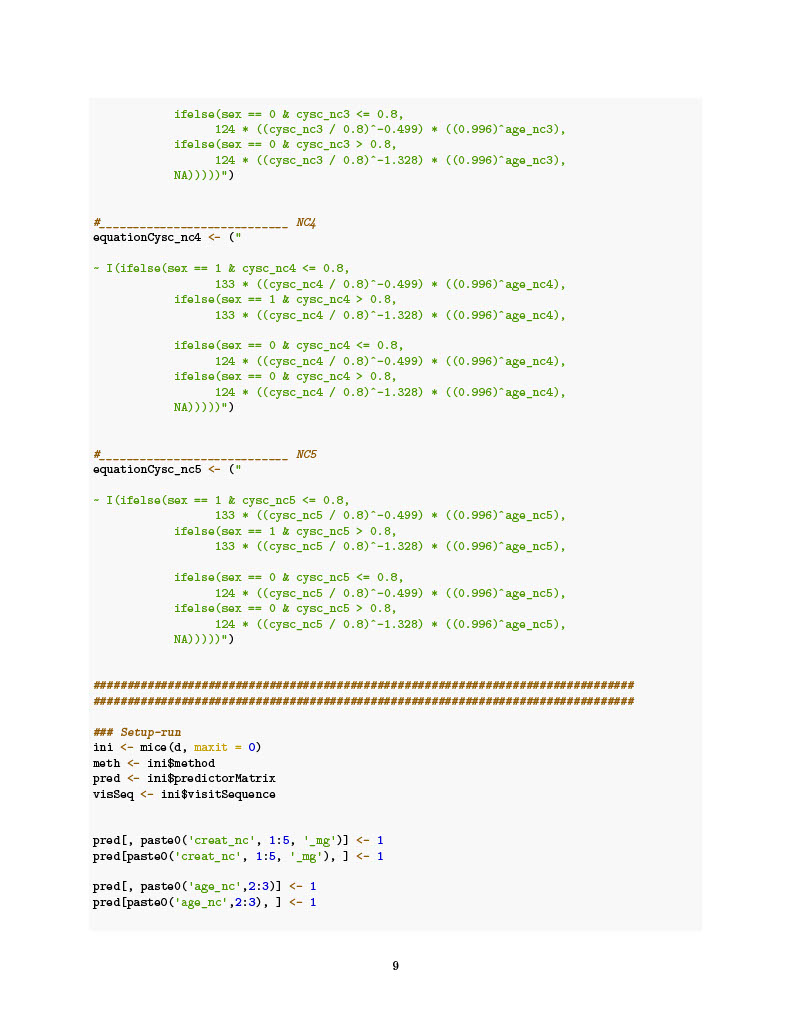 ifelse(sex == 0 & cysc_nc3 <= 0.8,
124 * ((cysc_nc3 / 0.8)^-0.499) * ((0.996)^age_nc3),
ifelse(sex == 0 & cysc_nc3 > 0.8,
124 * ((cysc_nc3 / 0.8)^-1.328) * ((0.996)^age_nc3),
NA)))))")
#____________________________ NC4
equationCysc_nc4 <- ("
~ I(ifelse(sex == 1 & cysc_nc4 <= 0.8,
133 * ((cysc_nc4 / 0.8)^-0.499) * ((0.996)^age_nc4),
ifelse(sex == 1 & cysc_nc4 > 0.8,
133 * ((cysc_nc4 / 0.8)^-1.328) * ((0.996)^age_nc4),
ifelse(sex == 0 & cysc_nc4 <= 0.8,
124 * ((cysc_nc4 / 0.8)^-0.499) * ((0.996)^age_nc4),
ifelse(sex == 0 & cysc_nc4 > 0.8,
124 * ((cysc_nc4 / 0.8)^-1.328) * ((0.996)^age_nc4),
NA)))))")
#____________________________ NC5
equationCysc_nc5 <- ("
~ I(ifelse(sex == 1 & cysc_nc5 <= 0.8,
133 * ((cysc_nc5 / 0.8)^-0.499) * ((0.996)^age_nc5),
ifelse(sex == 1 & cysc_nc5 > 0.8,
133 * ((cysc_nc5 / 0.8)^-1.328) * ((0.996)^age_nc5),
ifelse(sex == 0 & cysc_nc5 <= 0.8,
124 * ((cysc_nc5 / 0.8)^-0.499) * ((0.996)^age_nc5),
ifelse(sex == 0 & cysc_nc5 > 0.8,
124 * ((cysc_nc5 / 0.8)^-1.328) * ((0.996)^age_nc5),
NA)))))")
################################################################################
################################################################################
### Setup-run
ini <- mice(d, maxit = 0)
meth <- ini$method
pred <- ini$predictorMatrix
visSeq <- ini$visitSequence
pred[, paste0('creat_nc', 1:5, '_mg')] <- 1
pred[paste0('creat_nc', 1:5, '_mg'), ] <- 1
pred[, paste0('age_nc',2:3)] <- 1
pred[paste0('age_nc',2:3), ] <- 1
9